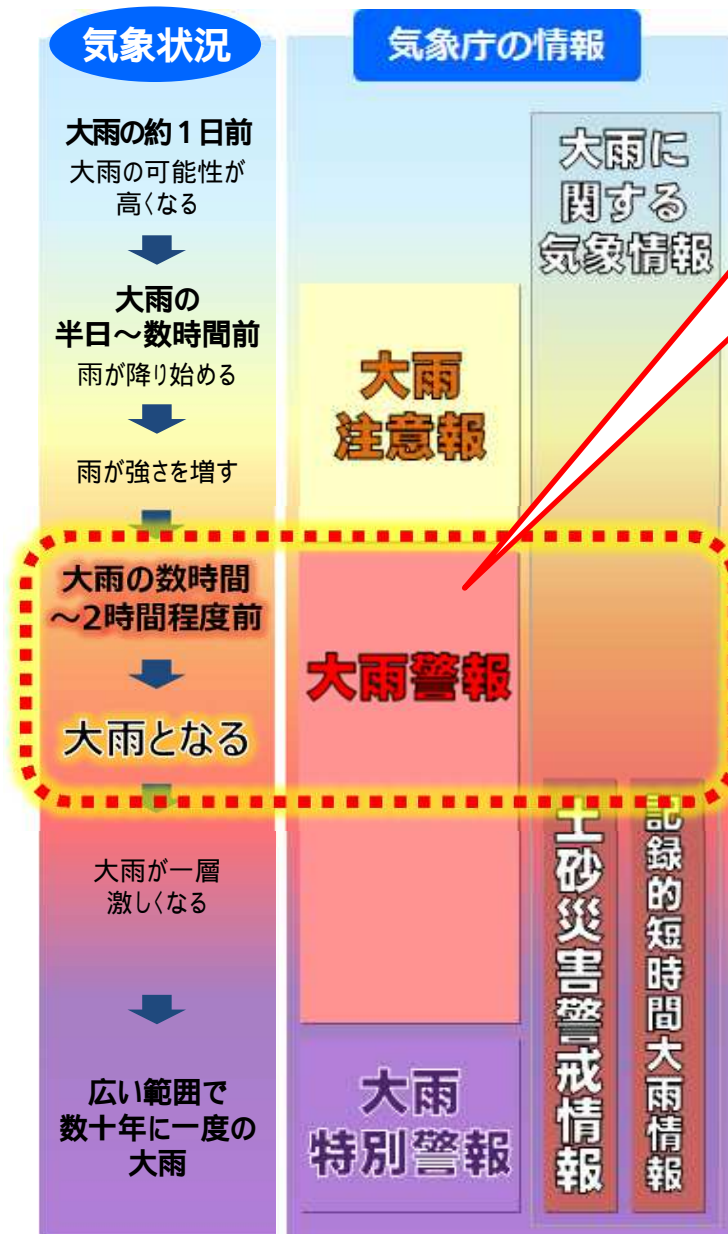 気象状況
気象庁の情報
大雨の約1日前
大雨の可能性が
高くなる
大雨の
半日～数時間前
雨が降り始める
雨が強さを増す
大雨の数時間
～2時間程度前
大雨となる
大雨が一層
激しくなる
広い範囲で
数十年に一度の
大雨
大雨
注意報
大雨警報
大雨
特別警報
大雨に
関する
気象情報
土砂災害警戒情報
記録的短時間大雨情報